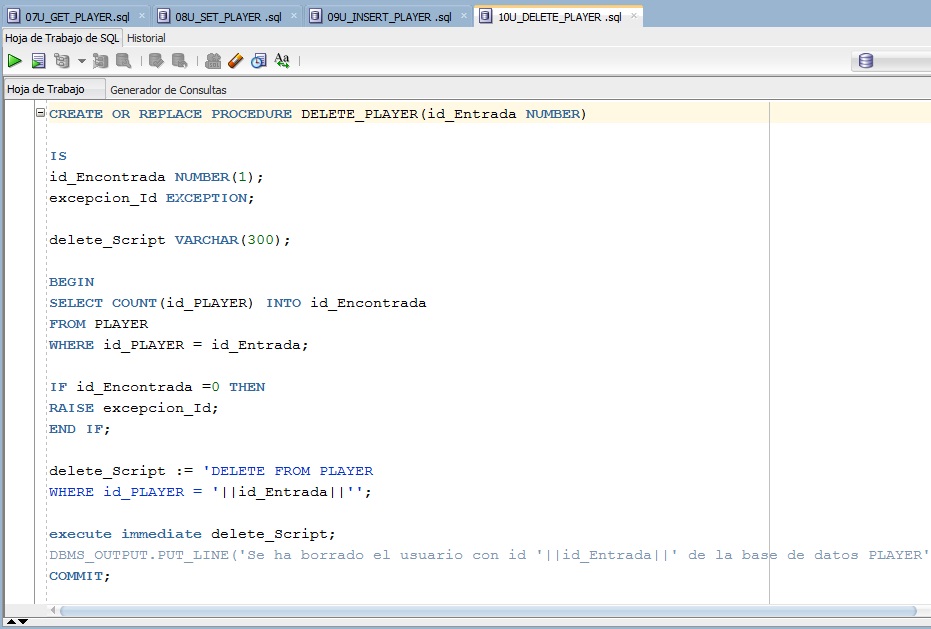 07U_GET_PLAYER.sql 08U_SET_PLAYER .sql 09U_INSERT_PLAYER .sql 10U_DELETE_PLAYER .sql
Hoja de Trabajo de SQL Historial
Aa
Hoja de Trabajo Generador de Consultas
CREATE OR REPLACE PROCEDURE DELETE_PLAYER(id_Entrada NUMBER)
IS
id_Encontrada NUMBER(1);
excepcion_Id EXCEPTION;
delete_Script VARCHAR(300);
BEGIN
SELECT COUNT(id_PLAYER) INTO id_Encontrada
FROM PLAYER
WHERE id_PLAYER = id_Entrada;
IF id_Encontrada =0 THEN
RAISE excepcion_Id;
END IF;
delete_Script := 'DELETE FROM PLAYER
WHERE id_PLAYER = '||id_Entrada||'';
execute immediate delete_Script;
DBMS_OUTPUT.PUT_LINE('Se ha borrado el usuario con id '||id_Entrada||' de la base de datos PLAYER'
COMMIT;